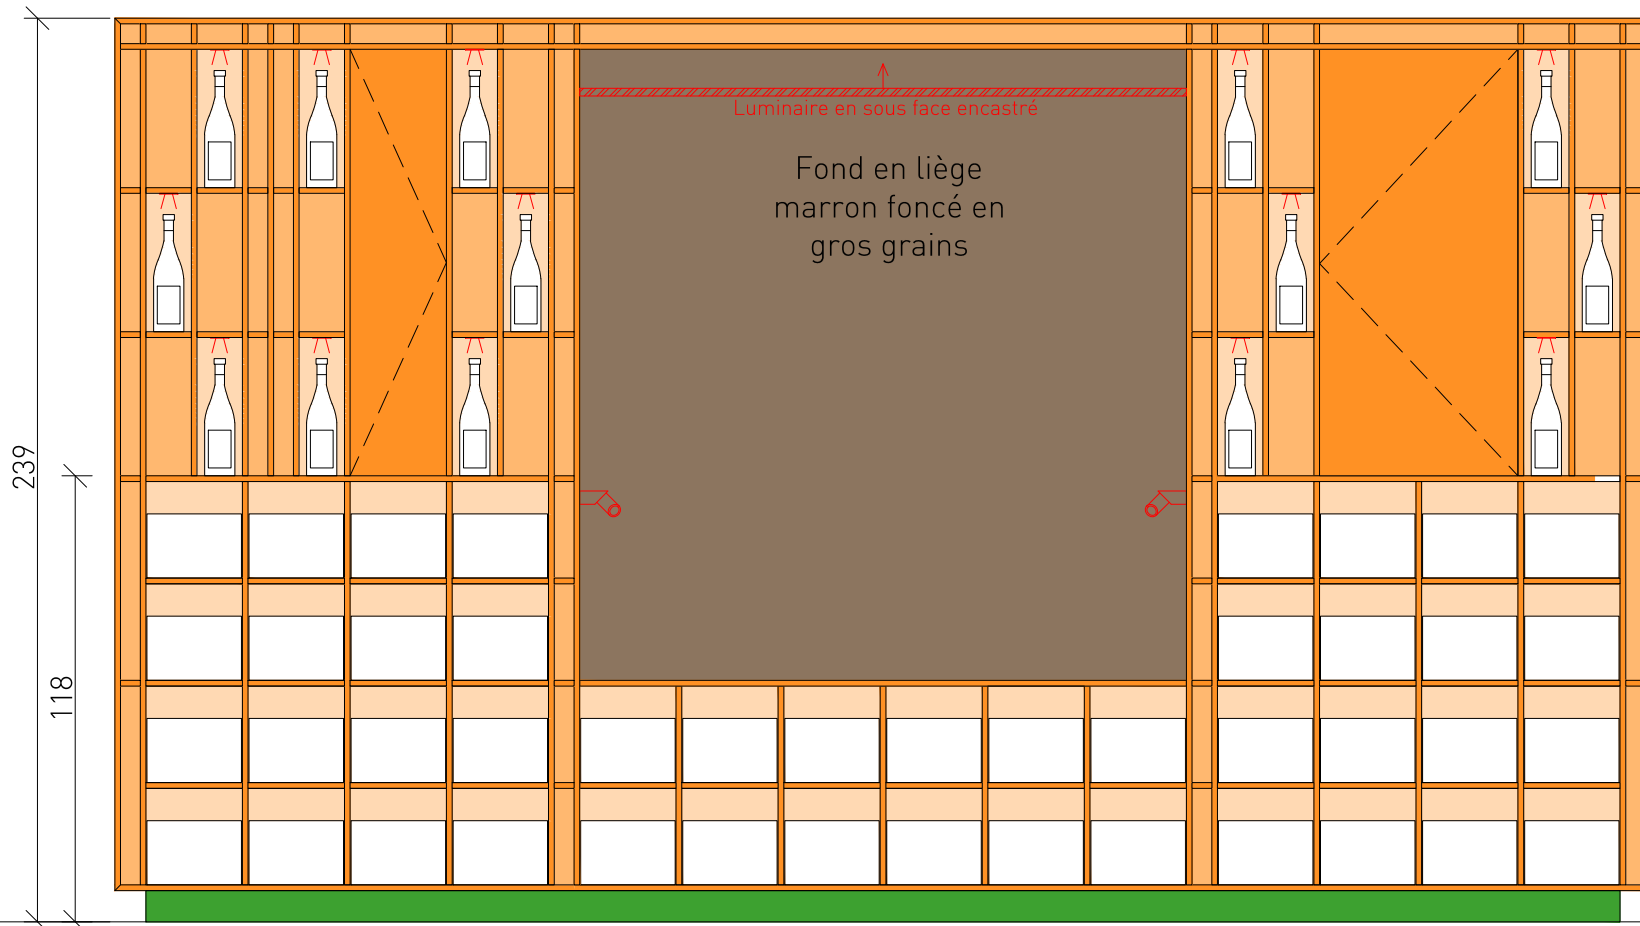 Luminaire en sous face encastré
Fond en liège
marron foncé en
gros grains
239
118